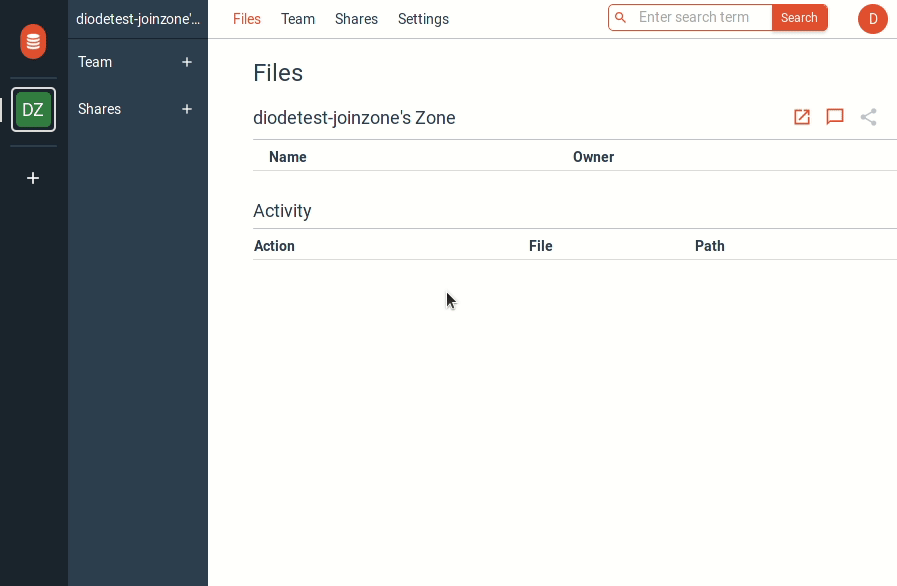 diodetest-joinzone'...
Files Team Shares Settings
Enter search term
Search
D
Team +
DZ
Shares +
+
Files
diodetest-joinzone's Zone
Name Owner
Activity
Action File Path